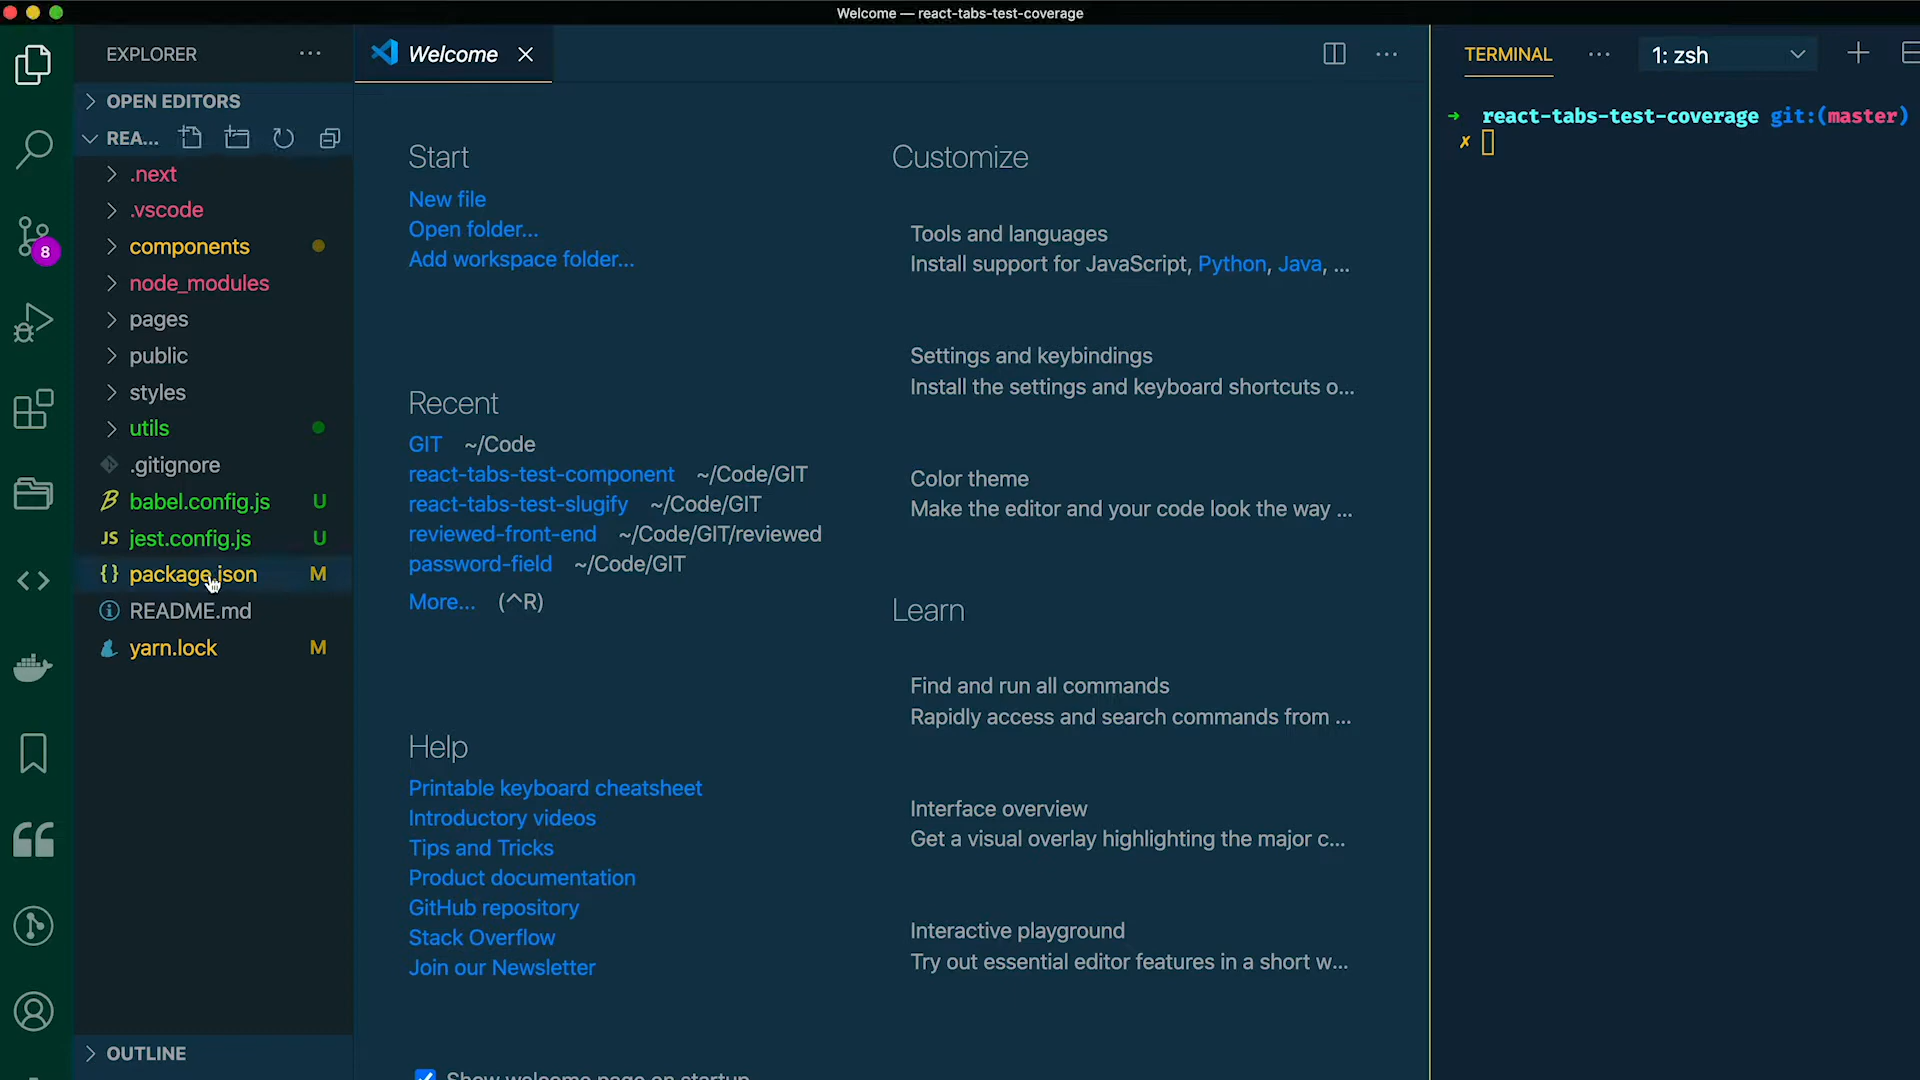 Welcome — react-tabs-test-coverage
EXPLORER
OPEN EDITORS
REA...
.next
.vscode
components
node_modules
pages
public
styles
utils
.gitignore
babel.config.js U
jest.config.js U
package.json M
README.md
yarn.lock M
OUTLINE
8
Welcome
Start
New file
Open folder...
Add workspace folder...
Recent
GIT ~/Code
react-tabs-test-component ~/Code/GIT
react-tabs-test-slugify ~/Code/GIT
reviewed-front-end ~/Code/GIT/reviewed
password-field ~/Code/GIT
More... (^R)
Help
Printable keyboard cheatsheet
Introductory videos
Tips and Tricks
Product documentation
GitHub repository
Stack Overflow
Join our Newsletter
Show welcome page on startup
Customize
Tools and languages
Install support for JavaScript, Python, Java, ...
Settings and keybindings
Install the settings and keyboard shortcuts o...
Color theme
Make the editor and your code look the way ...
Learn
Find and run all commands
Rapidly access and search commands from ...
Interface overview
Get a visual overlay highlighting the major c...
Interactive playground
Try out essential editor features in a short w...
TERMINAL
1: zsh
→ react-tabs-test-coverage git:(master)
✗